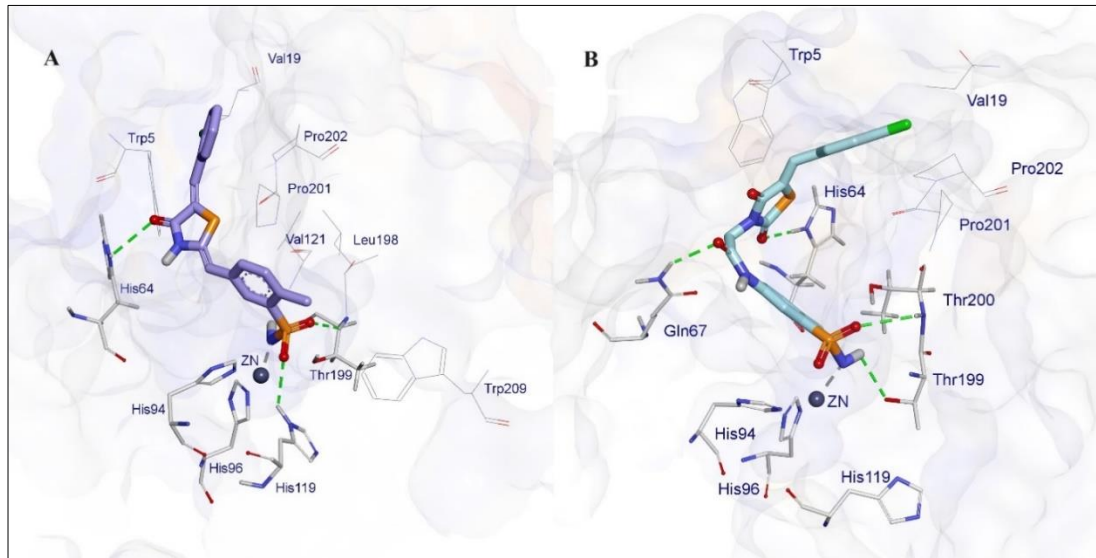 A
Val19
Trp5
Pro202
Pro201
Val121
Leu198
His64
ZN
Thr199
Trp209
His94
His96
His119
B
Trp5
Val19
His64
Pro202
Pro201
Gln67
Thr200
Thr199
ZN
His94
His96
His119